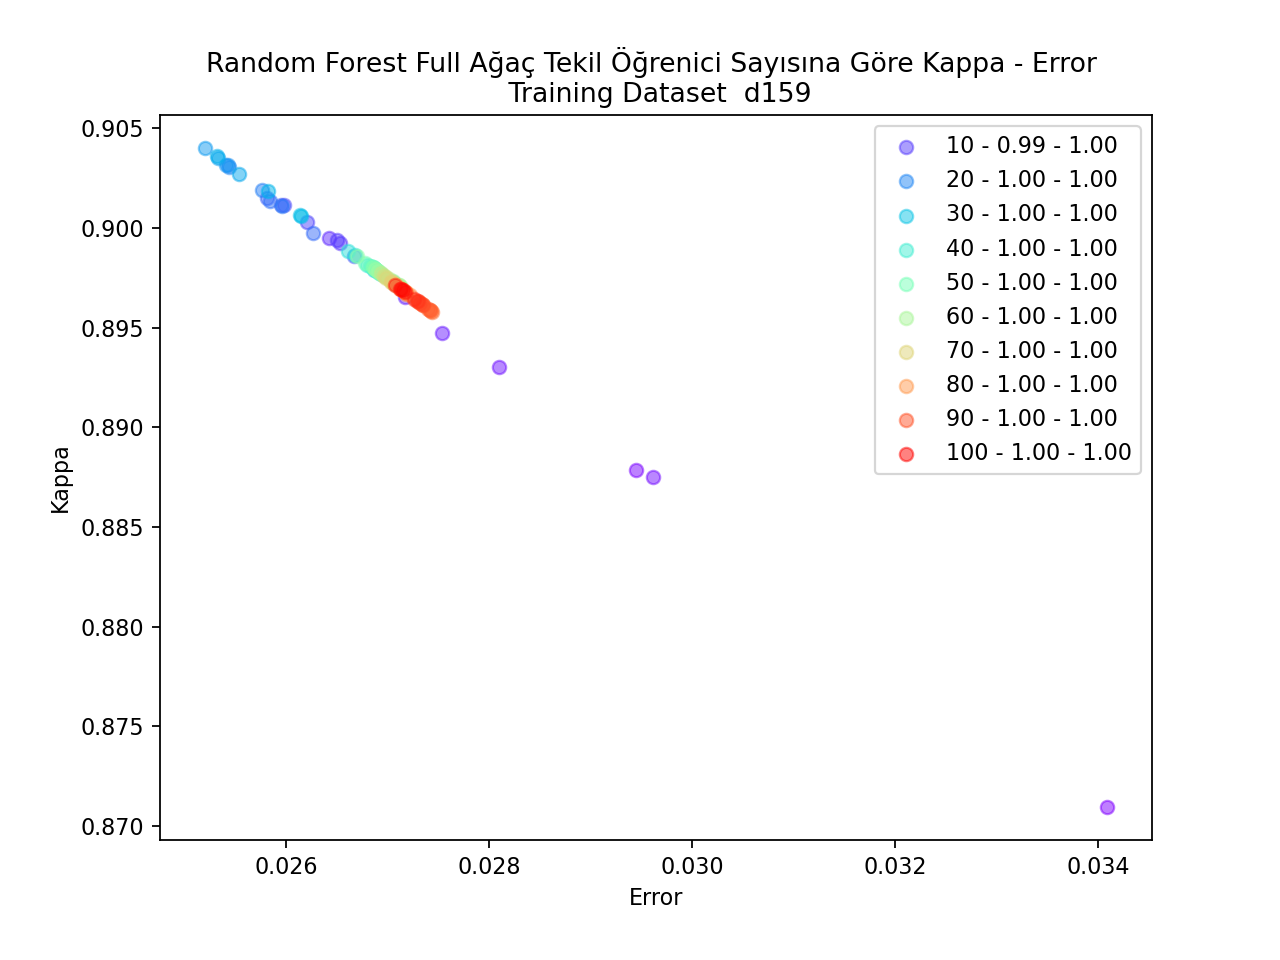 Random Forest Full Ağaç Tekil Öğrenici Sayısına Göre Kappa - Error
Training Dataset  d159
0.905
0.900
0.895
0.890
0.885
0.880
0.875
0.870
Kappa
10 - 0.99 - 1.00
20 - 1.00 - 1.00
30 - 1.00 - 1.00
40 - 1.00 - 1.00
50 - 1.00 - 1.00
60 - 1.00 - 1.00
70 - 1.00 - 1.00
80 - 1.00 - 1.00
90 - 1.00 - 1.00
100 - 1.00 - 1.00
0.026 0.028 0.030 0.032 0.034
Error